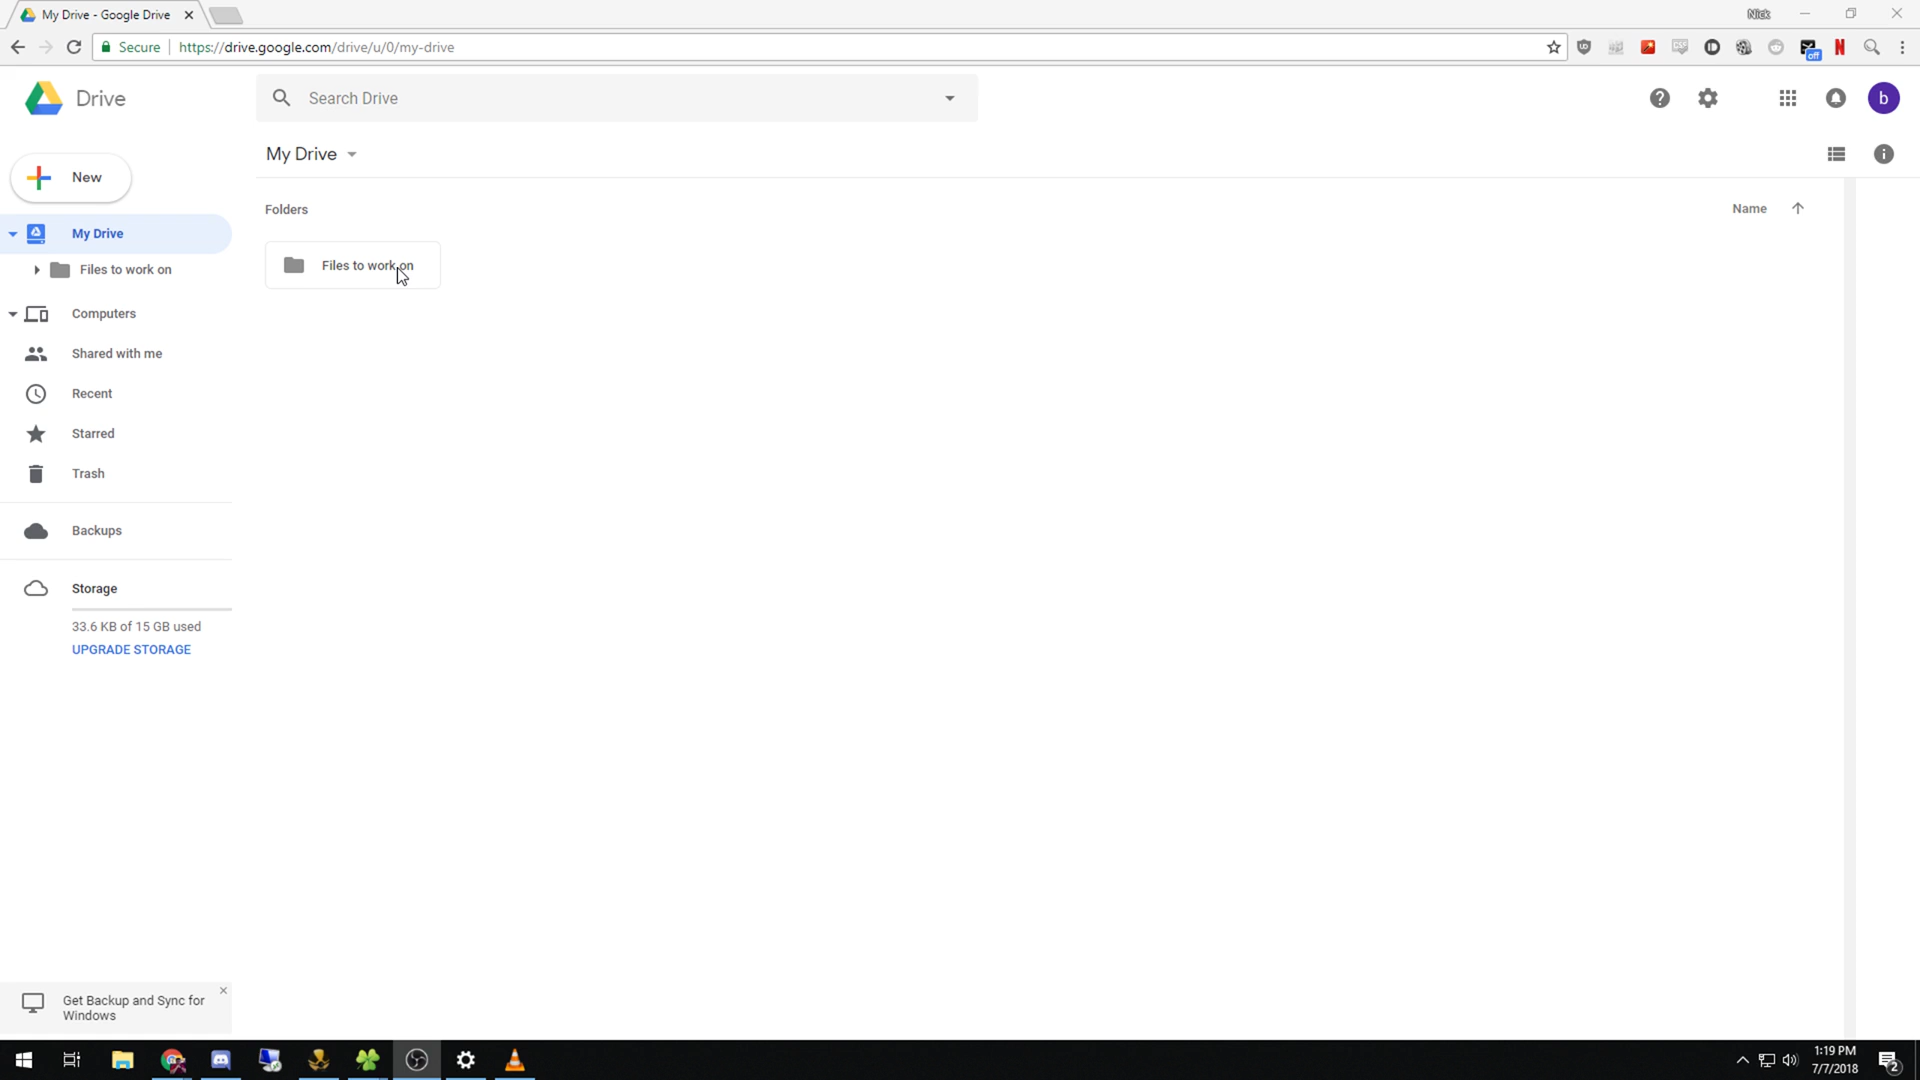 My Drive - Google Drive
Nick
Secure
https://drive.google.com/drive/u/0/my-drive
off
Drive
Search Drive
b
New
My Drive
Folders
Name
My Drive
Files to work on
Files to work on
Computers
Shared with me
Recent
Starred
Trash
Backups
Storage
33.6 KB of 15 GB used
UPGRADE STORAGE
Get Backup and Sync for
Windows
1:19 PM
7/7/2018
2